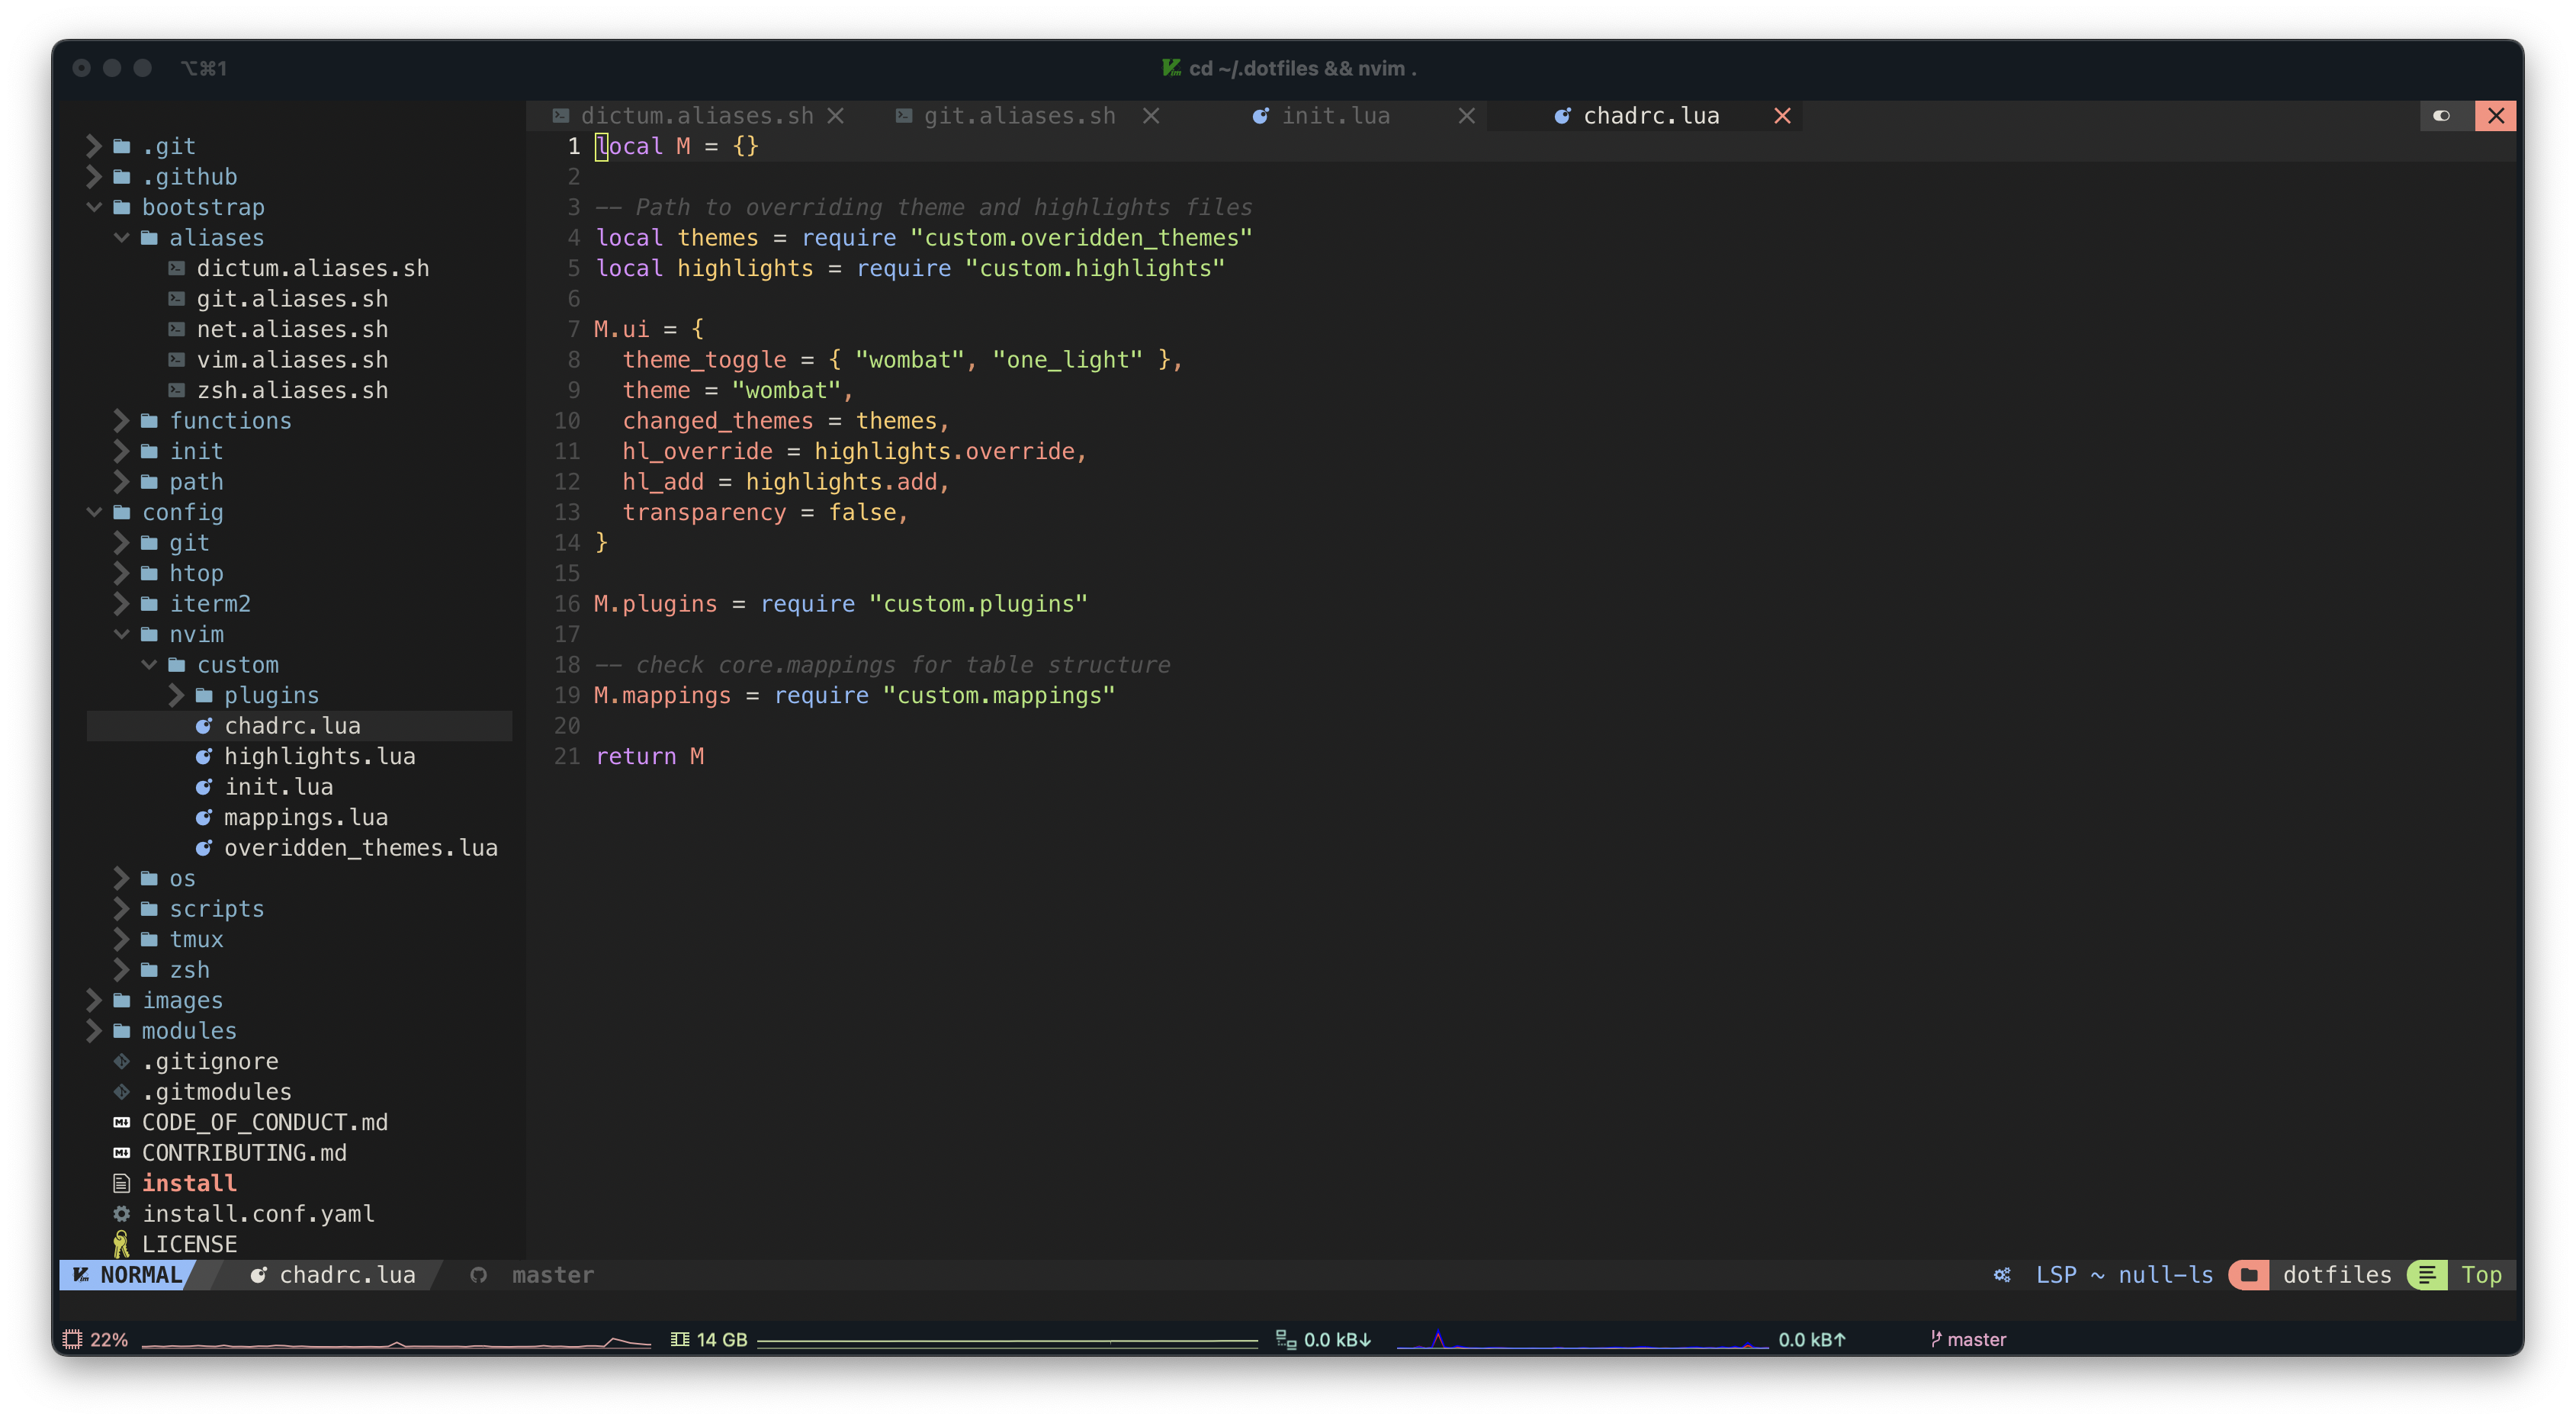 ⌥⌘1 cd ~/.dotfiles && nvim .
dictum.aliases.sh git.aliases.sh init.lua chadrc.lua
.git
.github
bootstrap
aliases
dictum.aliases.sh
git.aliases.sh
net.aliases.sh
vim.aliases.sh
zsh.aliases.sh
functions
init
path
config
git
htop
iterm2
nvim
custom
plugins
chadrc.lua
highlights.lua
init.lua
mappings.lua
overidden_themes.lua
os
scripts
tmux
zsh
images
modules
.gitignore
.gitmodules
CODE_OF_CONDUCT.md
CONTRIBUTING.md
install
install.conf.yaml
LICENSE
1 local M = {}
2
3 -- Path to overriding theme and highlights files
4 local themes = require "custom.overidden_themes"
5 local highlights = require "custom.highlights"
6
7 M.ui = {
8   theme_toggle = { "wombat", "one_light" },
9   theme = "wombat",
10   changed_themes = themes,
11   hl_override = highlights.override,
12   hl_add = highlights.add,
13   transparency = false,
14 }
15
16 M.plugins = require "custom.plugins"
17
18 -- check core.mappings for table structure
19 M.mappings = require "custom.mappings"
20
21 return M
NORMAL chadrc.lua master LSP ~ null-ls dotfiles Top
22% 14 GB 0.0 kB↓ 0.0 kB↑ master